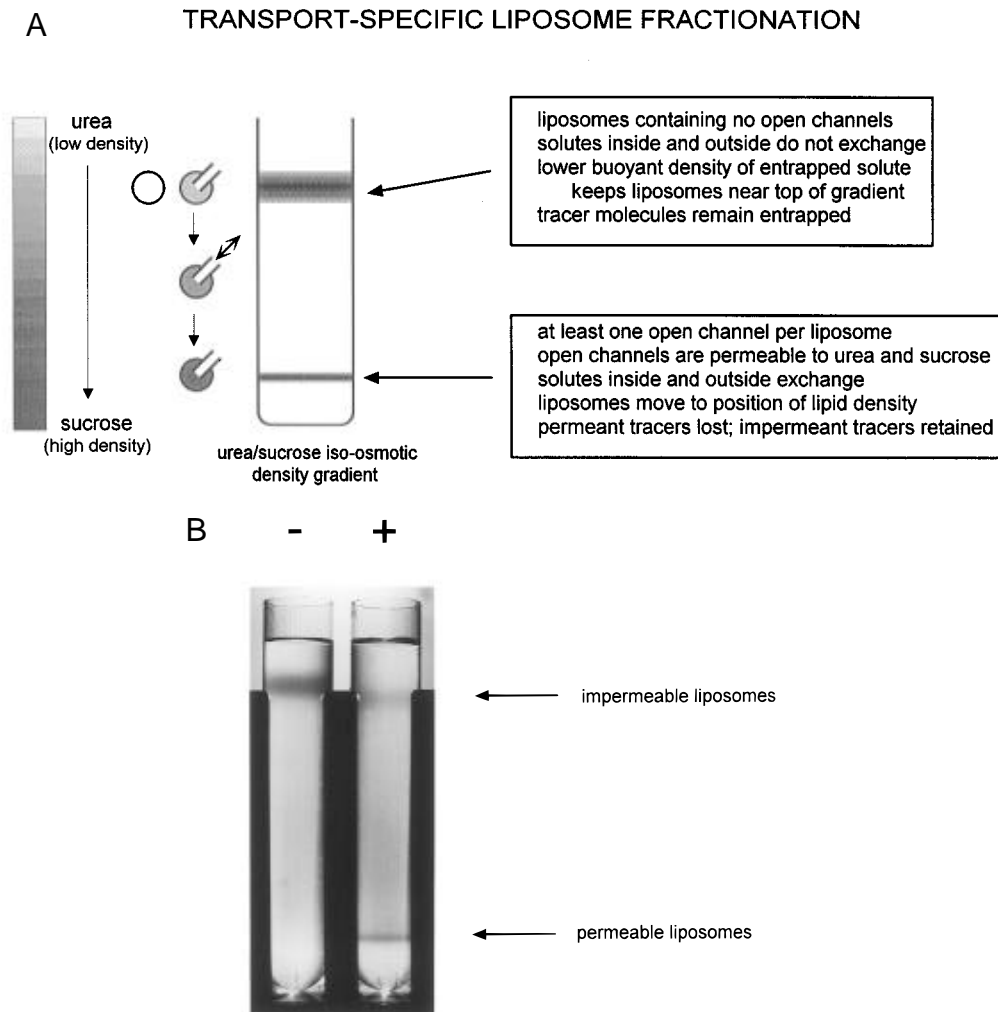 A
TRANSPORT-SPECIFIC LIPOSOME FRACTIONATION
urea
(low density)
sucrose
(high density)
liposomes containing no open channels
solutes inside and outside do not exchange
lower buoyant density of entrapped solute
keeps liposomes near top of gradient
tracer molecules remain entrapped
at least one open channel per liposome
open channels are permeable to urea and sucrose
solutes inside and outside exchange
liposomes move to position of lipid density
permeant tracers lost; impermeant tracers retained
urea/sucrose iso-osmotic
density gradient
B
- +
impermeable liposomes
permeable liposomes